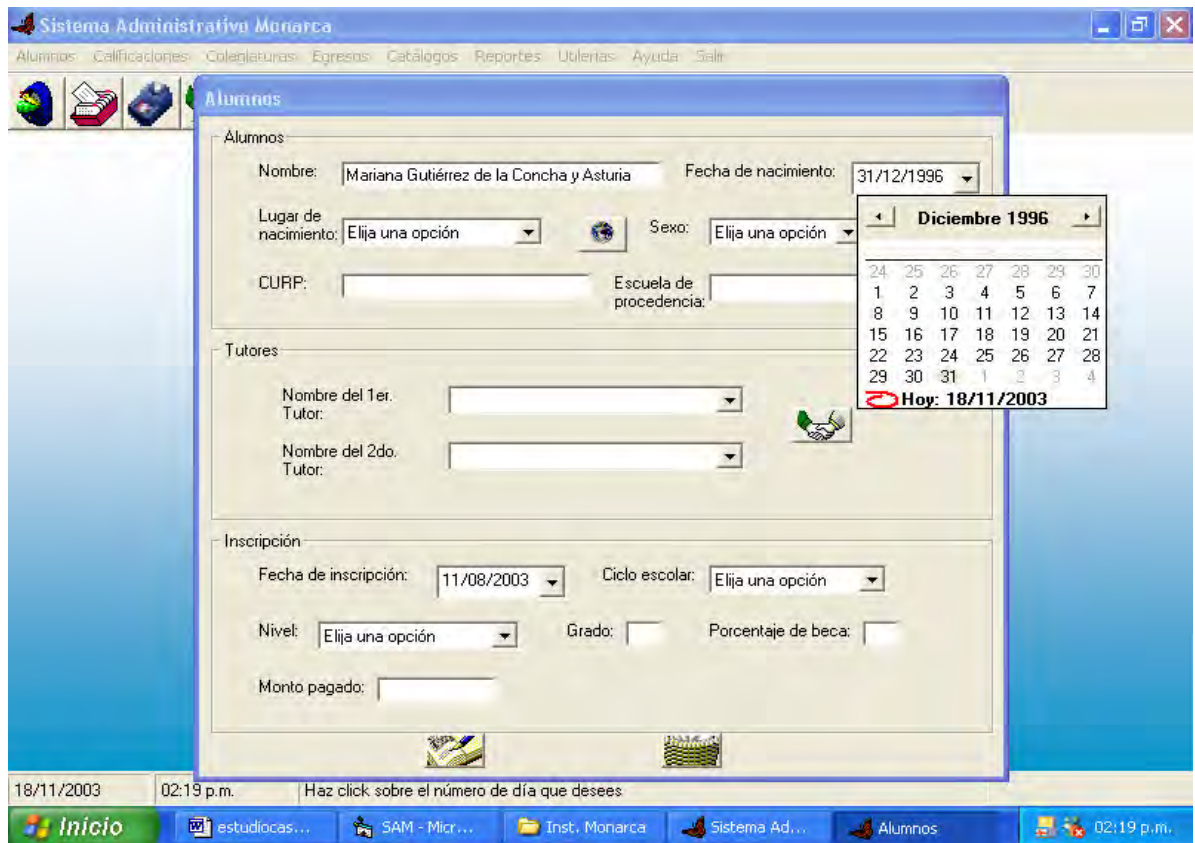 Sistema Administrativo Monarca
Alumnos Calificaciones Colegiaturas Egresos Catálogos Reportes Utilerías Ayuda Salir
Alumnos
Alumnos
Nombre: Mariana Gutiérrez de la Concha y Asturia Fecha de nacimiento: 31/12/1996
Lugar de
nacimiento: Elija una opción Sexo: Elija una opción
CURP: Escuela de
procedencia:
Diciembre 1996
24 25 26 27 28 29 30
1 2 3 4 5 6 7
8 9 10 11 12 13 14
15 16 17 18 19 20 21
22 23 24 25 26 27 28
29 30 31 1 2 3 4
Hoy: 18/11/2003
Tutores
Nombre del 1er.
Tutor:
Nombre del 2do.
Tutor:
Inscripción
Fecha de inscripción: 11/08/2003 Ciclo escolar: Elija una opción
Nivel: Elija una opción Grado: Porcentaje de beca:
Monto pagado:
18/11/2003 02:19 p.m. Haz click sobre el número de día que desees
Inicio estudiocas... SAM - Micr... Inst. Monarca Sistema Ad... Alumnos 02:19 p.m.